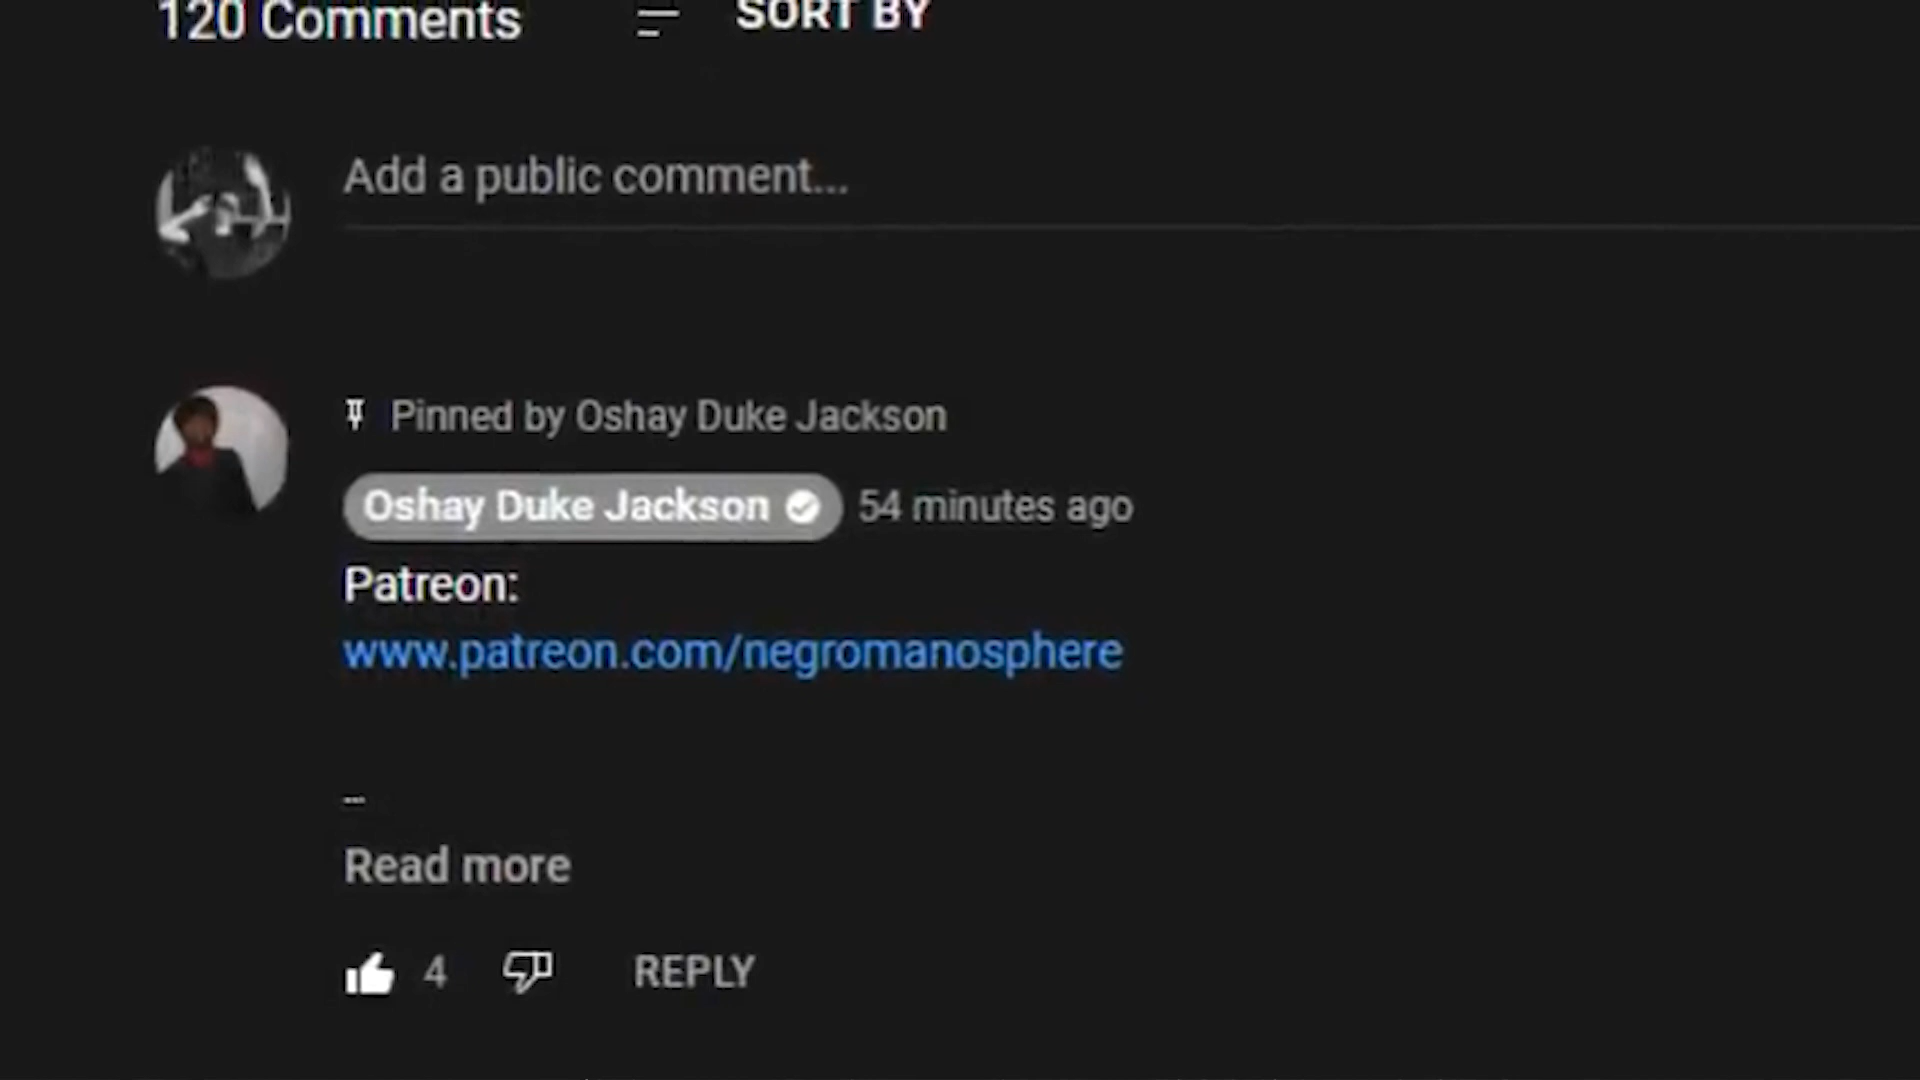 120 Comments
SORT BY
Add a public comment...
Pinned by Oshay Duke Jackson
Oshay Duke Jackson 54 minutes ago
Patreon:
www.patreon.com/negromanosphere
...
Read more
4 REPLY